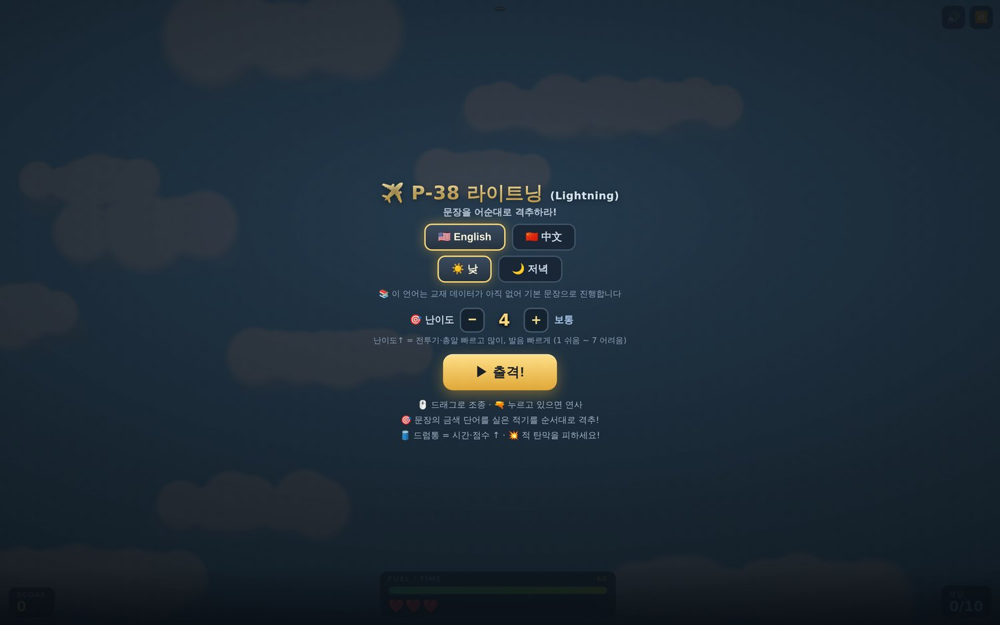 P-38 라이트닝 (Lightning)
문장을 어순대로 격추하라!
English
中文
낮
저녁
이 언어는 교재 데이터가 아직 없어 기본 문장으로 진행합니다
난이도 − 4 + 보통
난이도↑ = 전투기·총알 빠르고 많이, 발음 빠르게 (1 쉬움 ~ 7 어려움)
▶ 출격!
드래그로 조종 · 누르고 있으면 연사
문장의 금색 단어를 실은 적기를 순서대로 격추!
드럼통 = 시간·점수 ↑ · 적 탄막을 피하세요!
FUEL / TIME 60
SCORE
0
정답
0/10